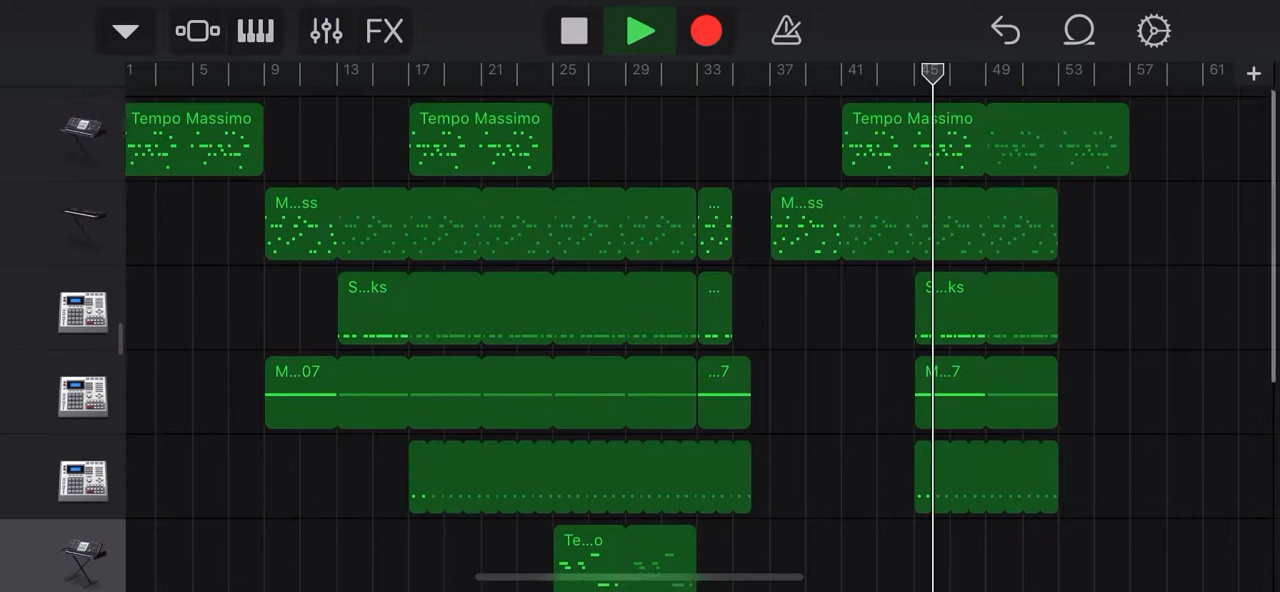 FX
1 5 9 13 17 21 25 29 33 37 41 45 49 53 57 61 +
Tempo Massimo Tempo Massimo Tempo Massimo
M...ss ... M...ss
S...ks ... S...ks
M...07 ...7 M...7
Te...o